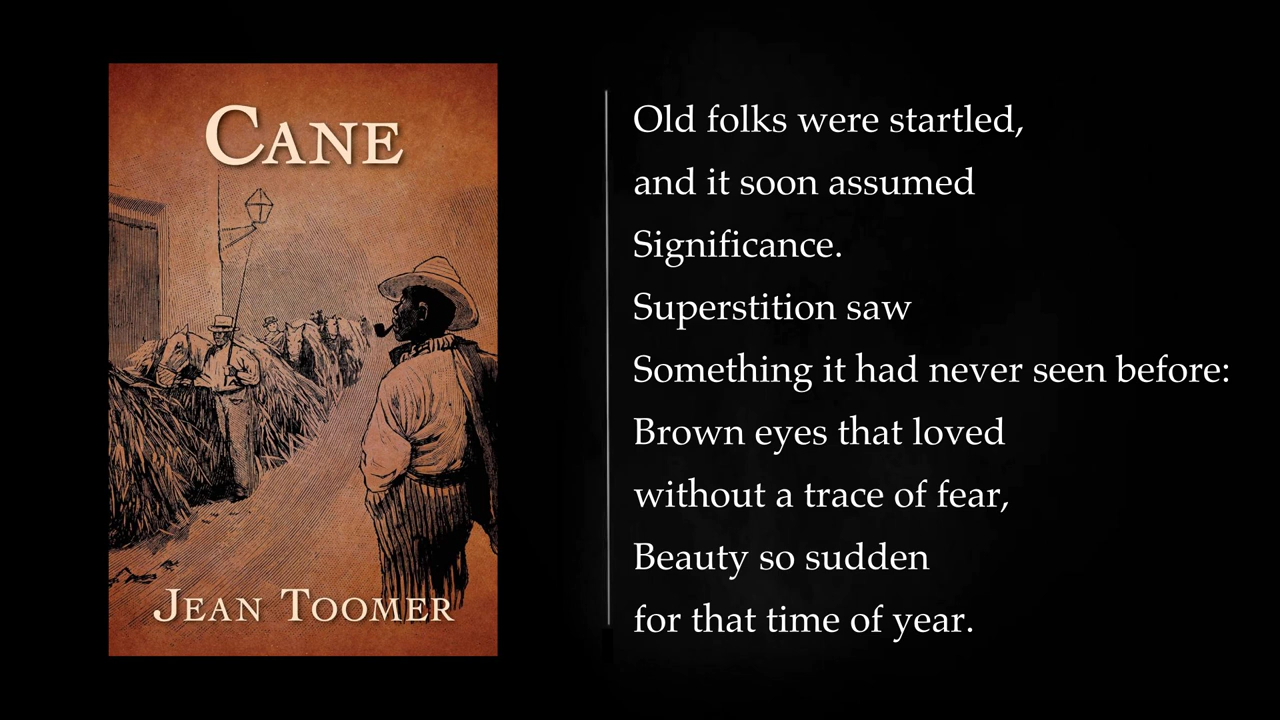 CANE
JEAN TOOMER
Old folks were startled,
and it soon assumed
Significance.
Superstition saw
Something it had never seen before:
Brown eyes that loved
without a trace of fear,
Beauty so sudden
for that time of year.